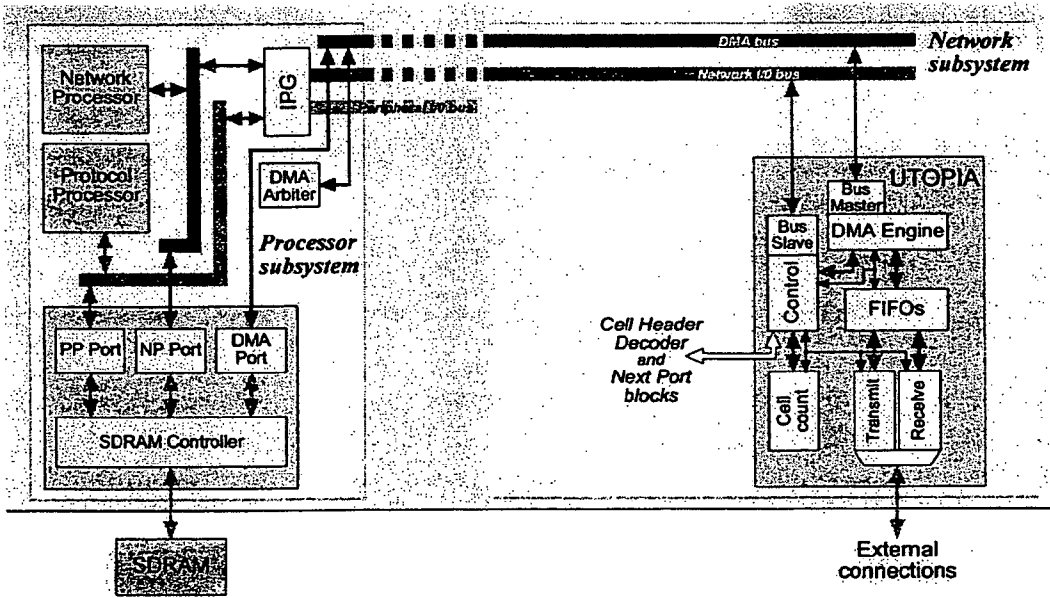 DMA bus
Network I/O bus
Peripheral I/O bus
Network
subsystem
Network
Processor
Protocol
Processor
IPG
DMA
Arbiter
Processor
subsystem
PP Port
NP Port
DMA
Port
SDRAM Controller
SDRAM
UTOPIA
Bus
Master
DMA Engine
Bus
Slave
Control
FIFOs
Cell Header
Decoder
and
Next Port
blocks
Cell
count
Transmit
Receive
External
connections